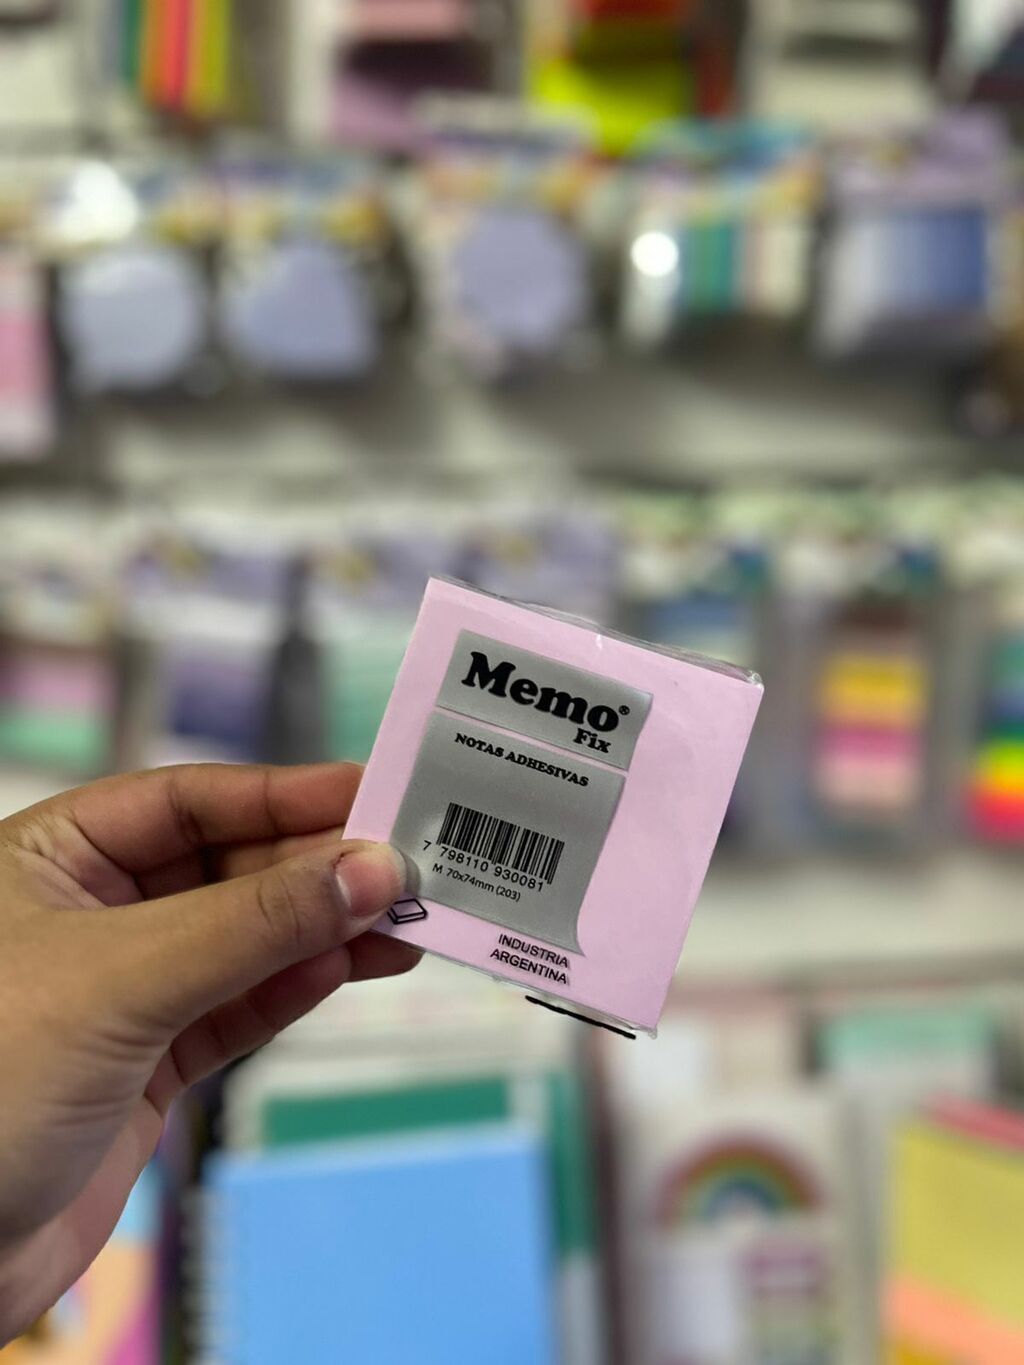 Memo®
Fix
NOTAS ADHESIVAS
7 798110 930081
M 70x74mm (203)
INDUSTRIA
ARGENTINA